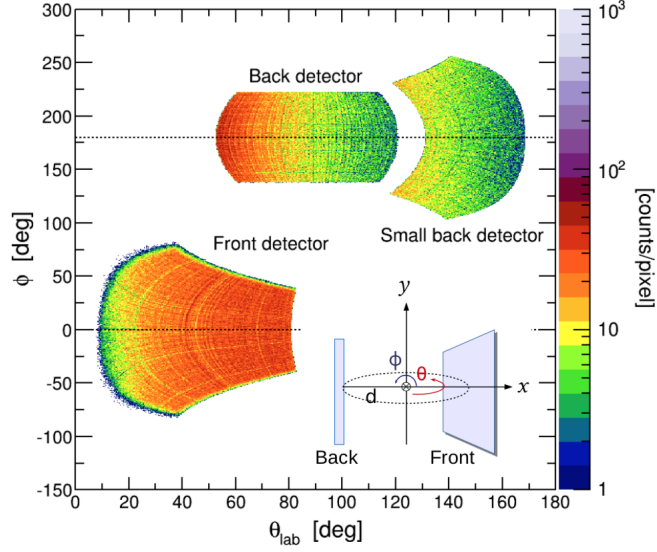 300
250
200
150
100
50
0
-50
-100
-150
ϕ [deg]
0 20 40 60 80 100 120 140 160 180
θlab [deg]
Back detector
Small back detector
Front detector
y
ϕ
θ
x
d
Back
Front
10³
10²
10
1
[counts/pixel]